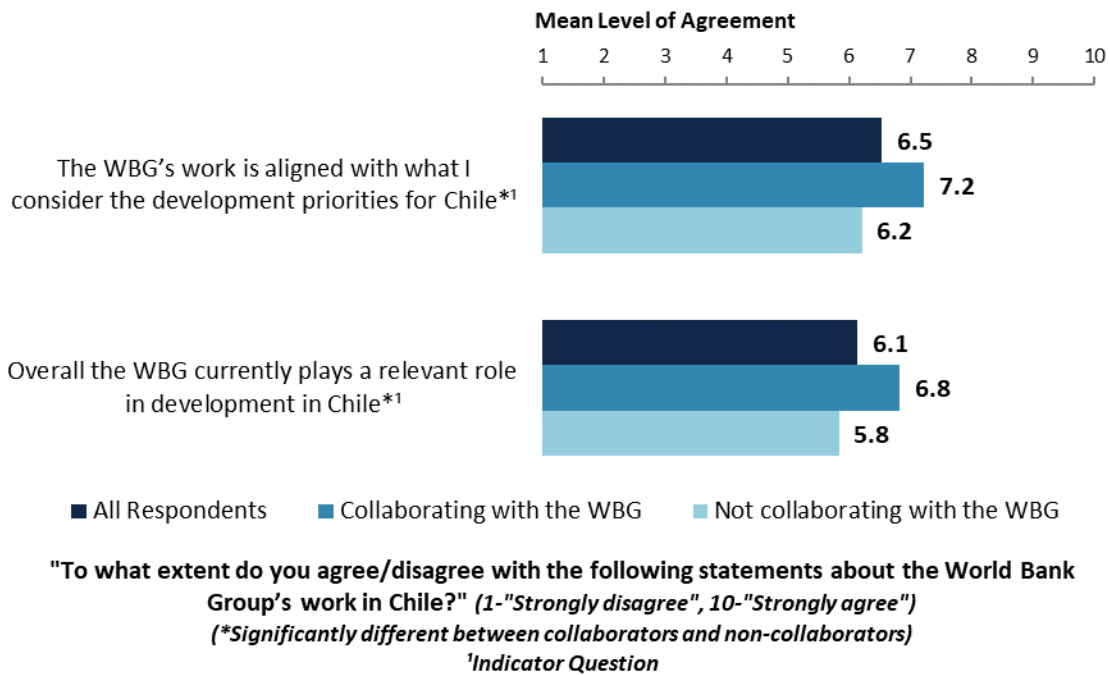 Mean Level of Agreement
1 2 3 4 5 6 7 8 9 10
The WBG’s work is aligned with what I
consider the development priorities for Chile*¹
6.5
7.2
6.2
Overall the WBG currently plays a relevant role
in development in Chile*¹
6.1
6.8
5.8
All Respondents Collaborating with the WBG Not collaborating with the WBG
"To what extent do you agree/disagree with the following statements about the World Bank
Group’s work in Chile?" (1-"Strongly disagree", 10-"Strongly agree")
(*Significantly different between collaborators and non-collaborators)
¹Indicator Question